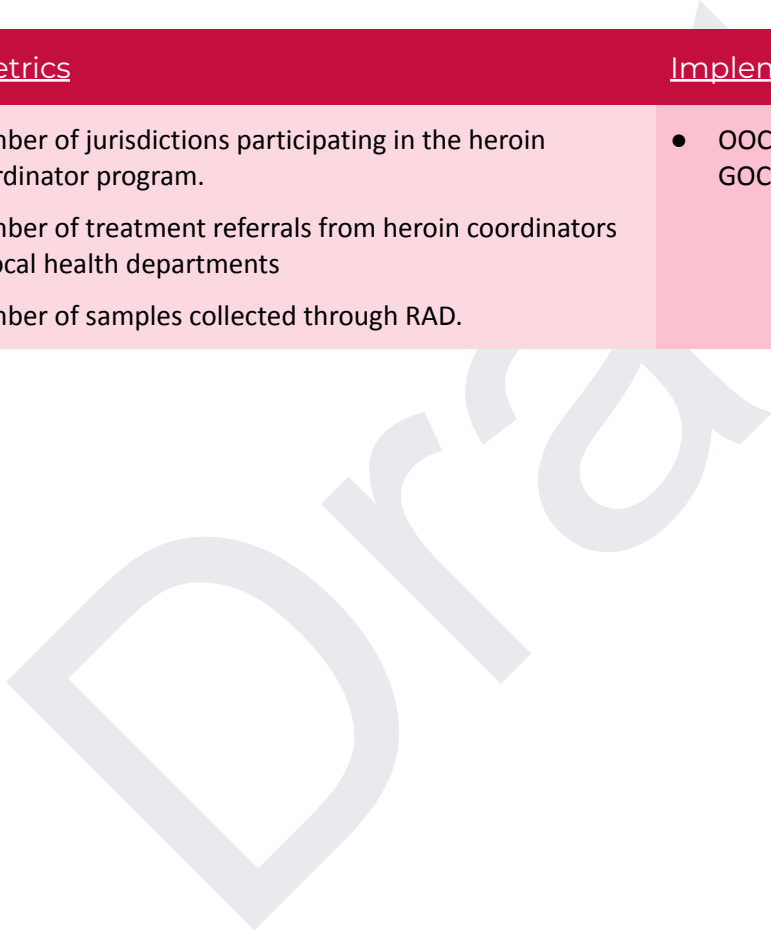 etrics Implem
nber of jurisdictions participating in the heroin
rdinator program.
nber of treatment referrals from heroin coordinators
ocal health departments
nber of samples collected through RAD.
● OOC
GOC
Dra